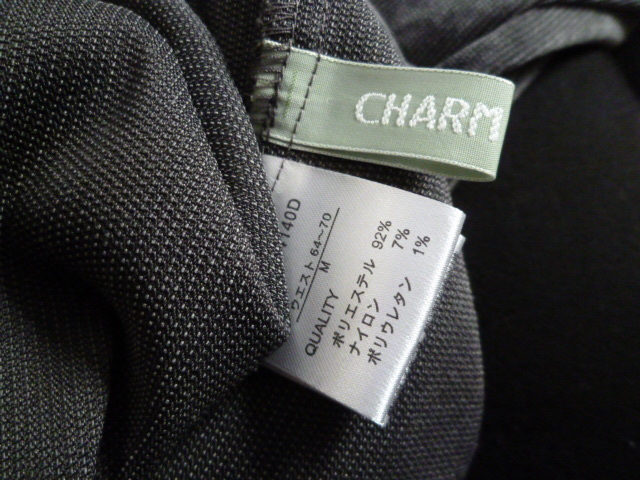 CHARM
140D
ウエスト 64～70
M
QUALITY
ポリエステル 92%
ナイロン 7%
ポリウレタン 1%